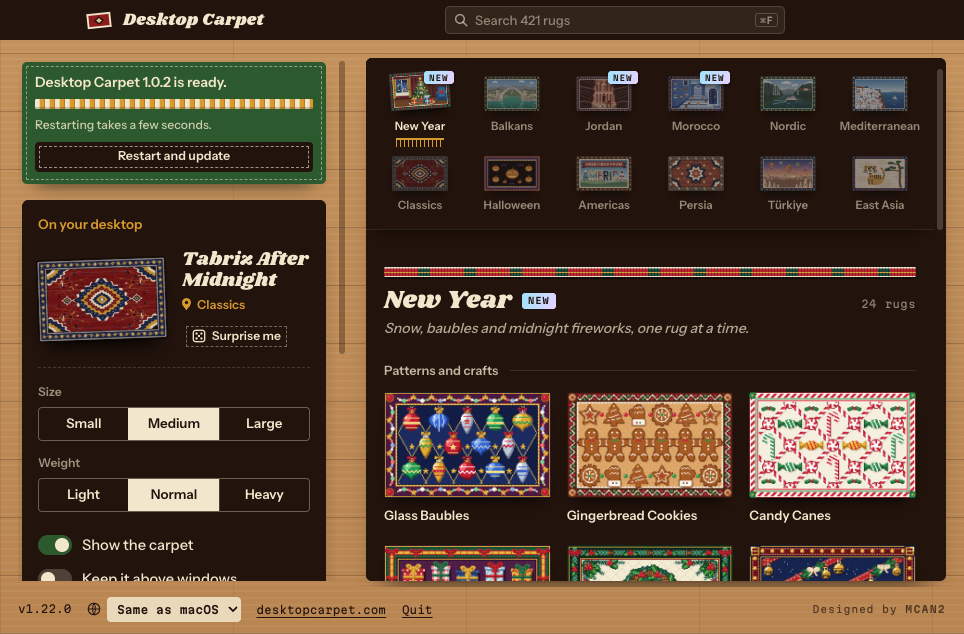 Desktop Carpet
Search 421 rugs
⌘F
Desktop Carpet 1.0.2 is ready.
Restarting takes a few seconds.
Restart and update
On your desktop
Tabriz After
Midnight
Classics
Surprise me
Size
Small Medium Large
Weight
Light Normal Heavy
Show the carpet
Keep it above windows
NEW NEW NEW
New Year Balkans Jordan Morocco Nordic Mediterranean
Classics Halloween Americas Persia Türkiye East Asia
New Year NEW
24 rugs
Snow, baubles and midnight fireworks, one rug at a time.
Patterns and crafts
Glass Baubles Gingerbread Cookies Candy Canes
v1.22.0 Same as macOS desktopcarpet.com Quit
Designed by MCAN2